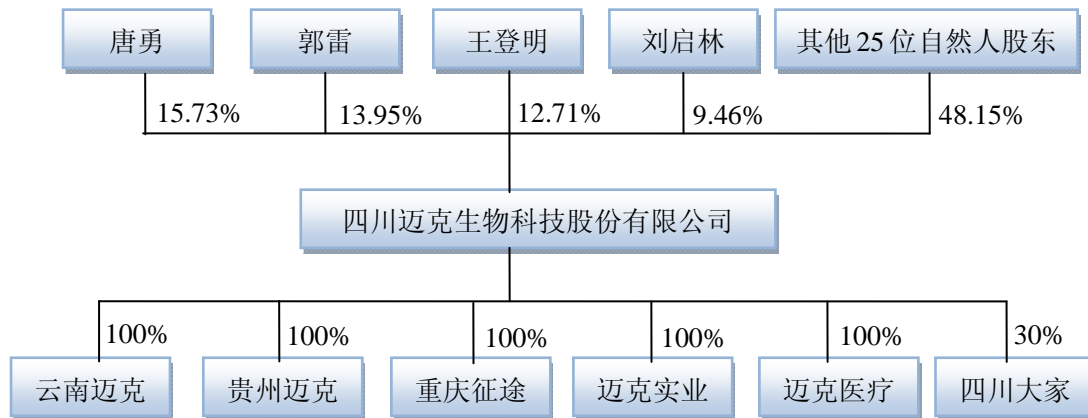 唐勇 郭雷 王登明 刘启林 其他25位自然人股东
15.73% 13.95% 12.71% 9.46% 48.15%
四川迈克生物科技股份有限公司
100% 100% 100% 100% 100% 30%
云南迈克 贵州迈克 重庆征途 迈克实业 迈克医疗 四川大家